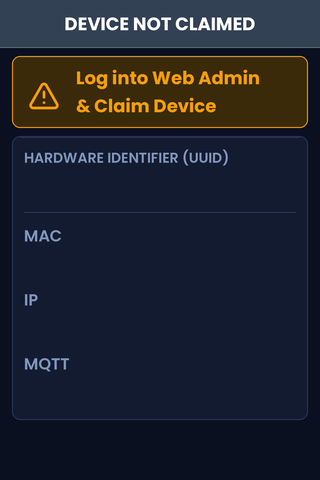 DEVICE NOT CLAIMED
Log into Web Admin
& Claim Device
HARDWARE IDENTIFIER (UUID)
MAC
IP
MQTT